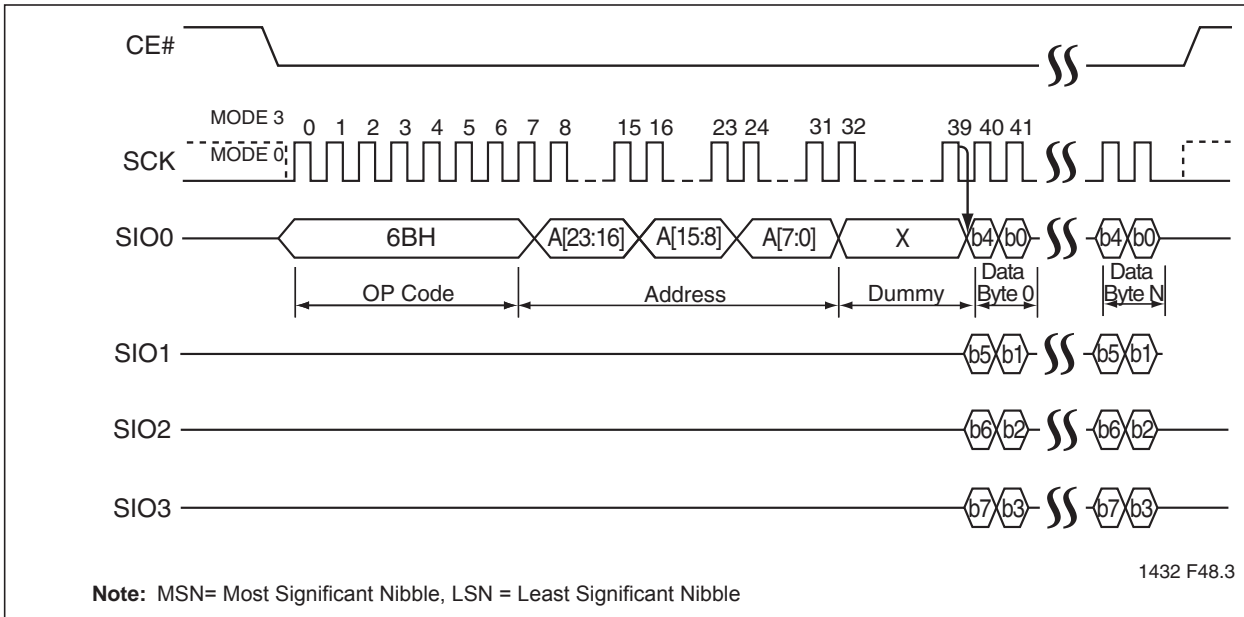 CE#
MODE 3
0 1 2 3 4 5 6 7 8 15 16 23 24 31 32 39 40 41
SCK
MODE 0
SIO0
6BH
A[23:16]
A[15:8]
A[7:0]
X
b4 b0
b4 b0
OP Code
Address
Dummy
Data
Byte 0
Data
Byte N
SIO1
b5 b1
b5 b1
SIO2
b6 b2
b6 b2
SIO3
b7 b3
b7 b3
1432 F48.3
Note: MSN= Most Significant Nibble, LSN = Least Significant Nibble